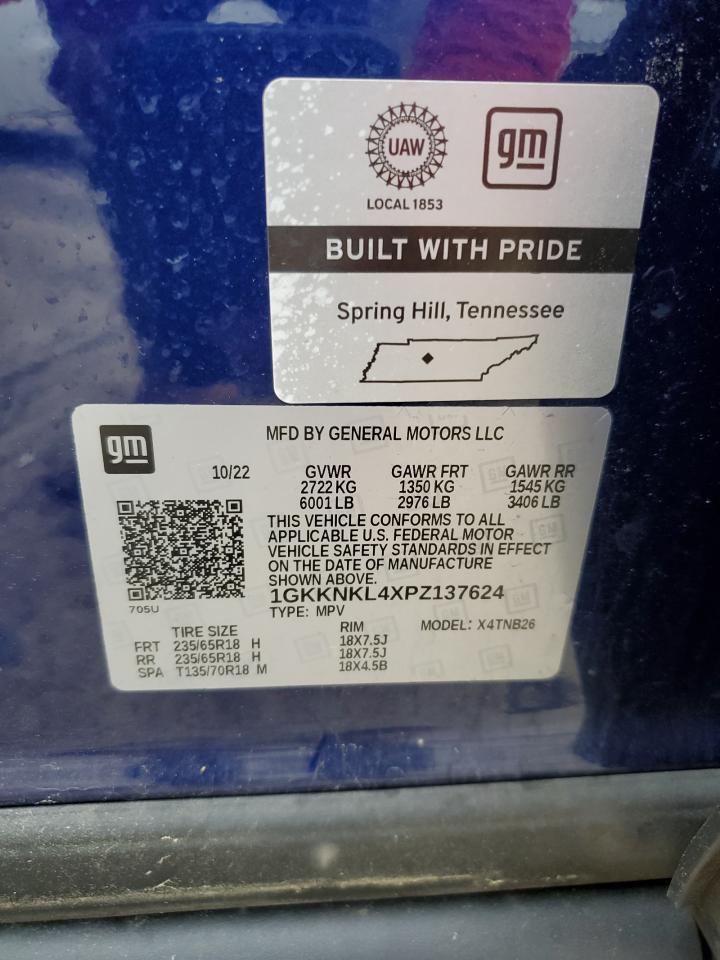 UAW
gm
LOCAL 1853
BUILT WITH PRIDE
Spring Hill, Tennessee
gm
MFD BY GENERAL MOTORS LLC
10/22 GVWR GAWR FRT GAWR RR
2722 KG 1350 KG 1545 KG
6001 LB 2976 LB 3406 LB
THIS VEHICLE CONFORMS TO ALL
APPLICABLE U.S. FEDERAL MOTOR
VEHICLE SAFETY STANDARDS IN EFFECT
ON THE DATE OF MANUFACTURE
SHOWN ABOVE.
1GKKNKL4XPZ137624
705U
TYPE: MPV
TIRE SIZE RIM MODEL: X4TNB26
FRT 235/65R18 H 18X7.5J
RR 235/65R18 H 18X7.5J
SPA T135/70R18 M 18X4.5B